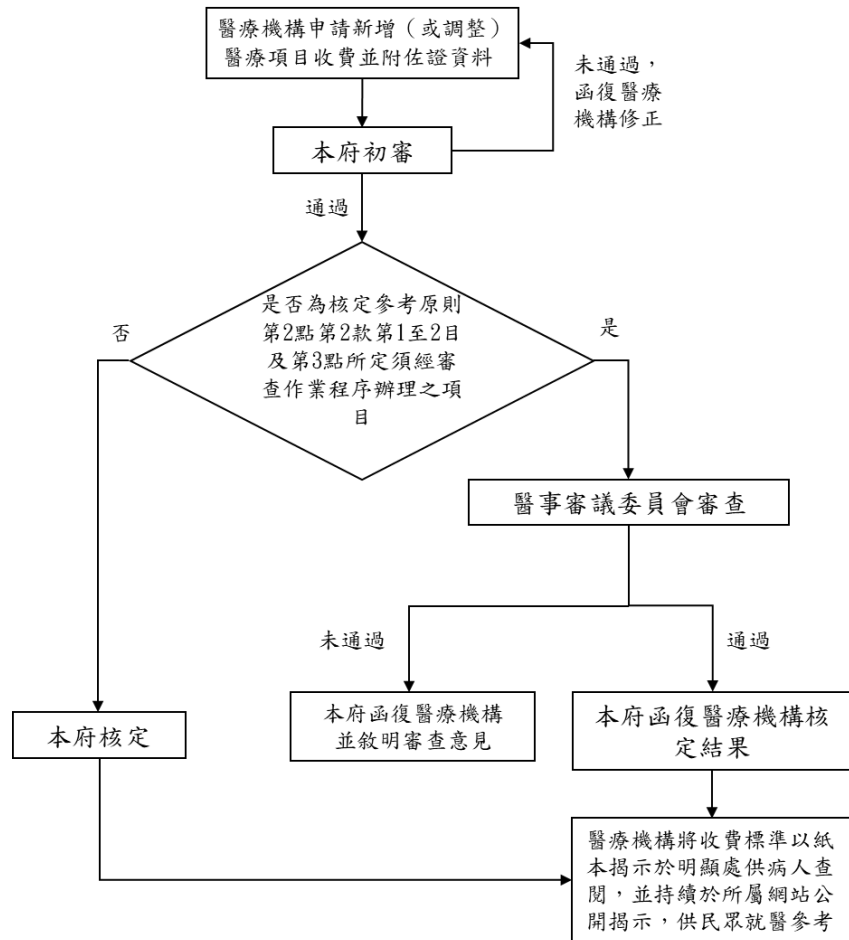 醫療機構申請新增（或調整）
醫療項目收費並附佐證資料
未通過，
函復醫療
機構修正
本府初審
通過
是否為核定參考原則
第2點第2款第1至2目
及第3點所定須經審
查作業程序辦理之項
目
否
是
醫事審議委員會審查
未通過
通過
本府核定
本府函復醫療機構
並敘明審查意見
本府函復醫療機構核
定結果
醫療機構將收費標準以紙
本揭示於明顯處供病人查
閱，並持續於所屬網站公
開揭示，供民眾就醫參考